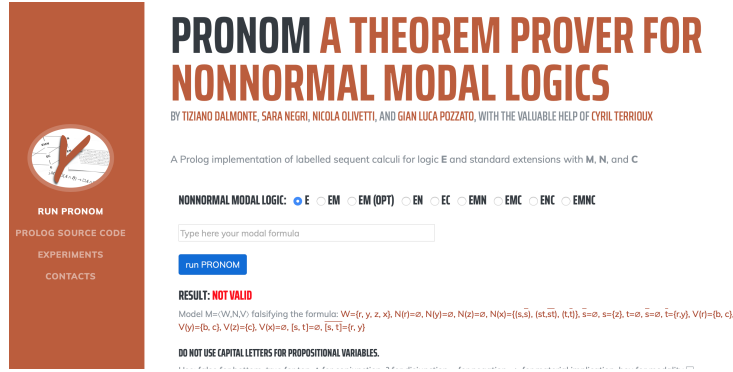 PRONOM A THEOREM PROVER FOR
NONNORMAL MODAL LOGICS
BY TIZIANO DALMONTE, SARA NEGRI, NICOLA OLIVETTI, AND GIAN LUCA POZZATO, WITH THE VALUABLE HELP OF CYRIL TERRIOUX
A Prolog implementation of labelled sequent calculi for logic E and standard extensions with M, N, and C
RUN PRONOM
PROLOG SOURCE CODE
EXPERIMENTS
CONTACTS
NONNORMAL MODAL LOGIC: E EM EM (OPT) EN EC EMN EMC ENC EMNC
Type here your modal formula
run PRONOM
RESULT: NOT VALID
Model M=⟨W,N,V⟩ falsifying the formula: W={r, y, z, x}, N(r)=∅, N(y)=∅, N(z)=∅, N(x)={(s,s̅), (st,s̅t̅), (t,t̅)}, s̅=∅, s={z}, t=∅, s̅=∅, t̅={r,y}, V(r)={b, c},
V(y)={b, c}, V(z)={c}, V(x)=∅, [s, t]=∅, [s, t]̅={r, y}
DO NOT USE CAPITAL LETTERS FOR PROPOSITIONAL VARIABLES.